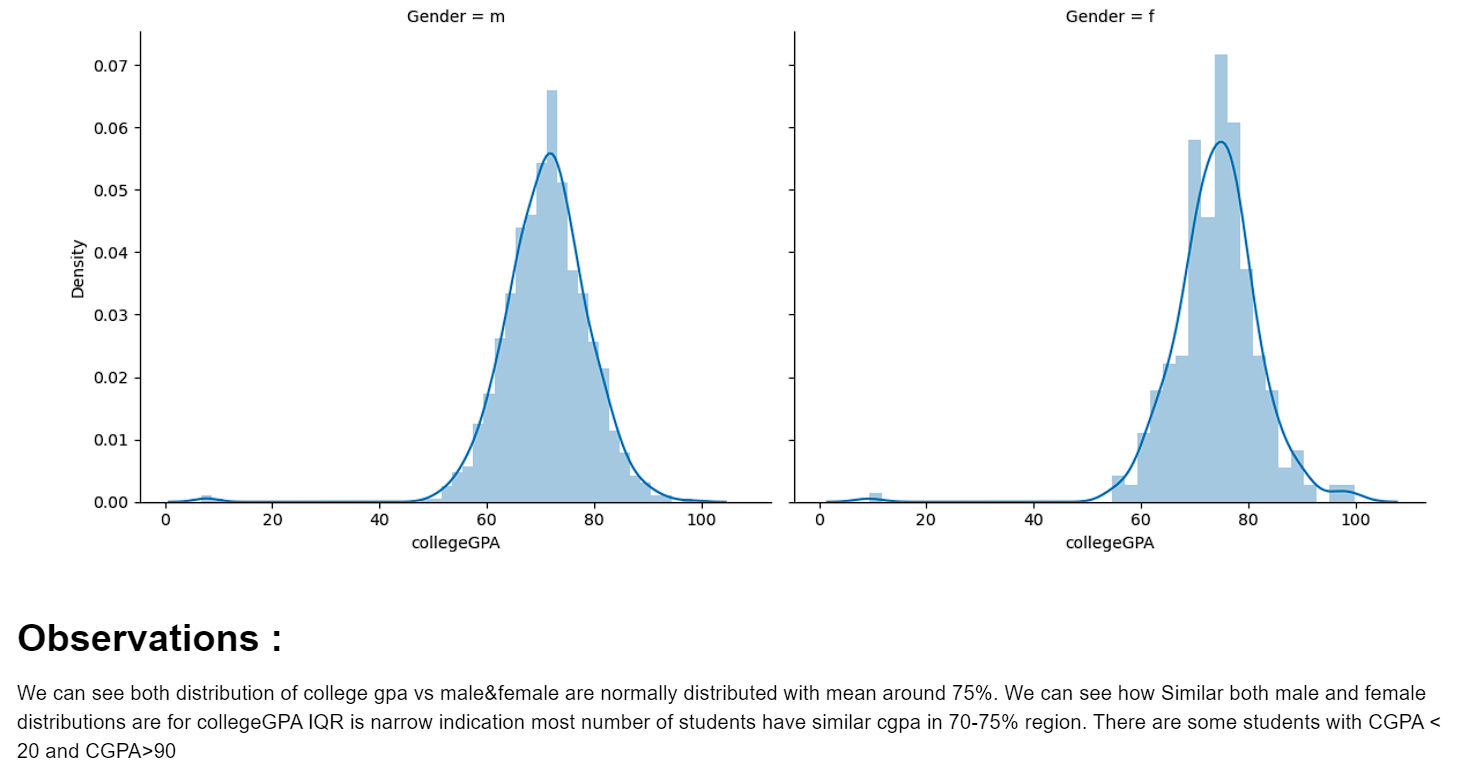 Gender = m
Gender = f
0.07
0.06
0.05
0.04
0.03
0.02
0.01
0.00
Density
0 20 40 60 80 100
0 20 40 60 80 100
collegeGPA
collegeGPA
Observations :
We can see both distribution of college gpa vs male&female are normally distributed with mean around 75%. We can see how Similar both male and female
distributions are for collegeGPA IQR is narrow indication most number of students have similar cgpa in 70-75% region. There are some students with CGPA <
20 and CGPA>90